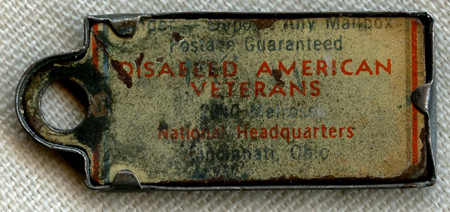 Any Mailbox
Postage Guaranteed
DISABLED AMERICAN
VETERANS
National Headquarters
Cincinnati, Ohio